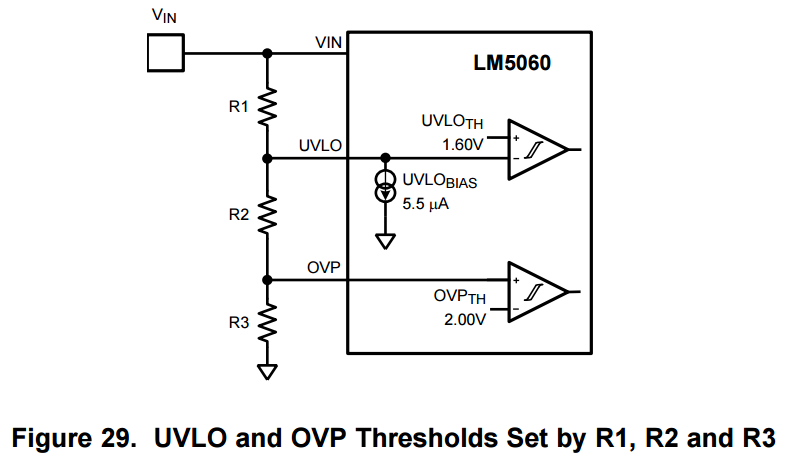 VIN
VIN
LM5060
R1
UVLOTH
1.60V
+
-
UVLO
UVLOBIAS
5.5 μA
R2
OVP
+
OVPTH
2.00V
-
R3
Figure 29. UVLO and OVP Thresholds Set by R1, R2 and R3